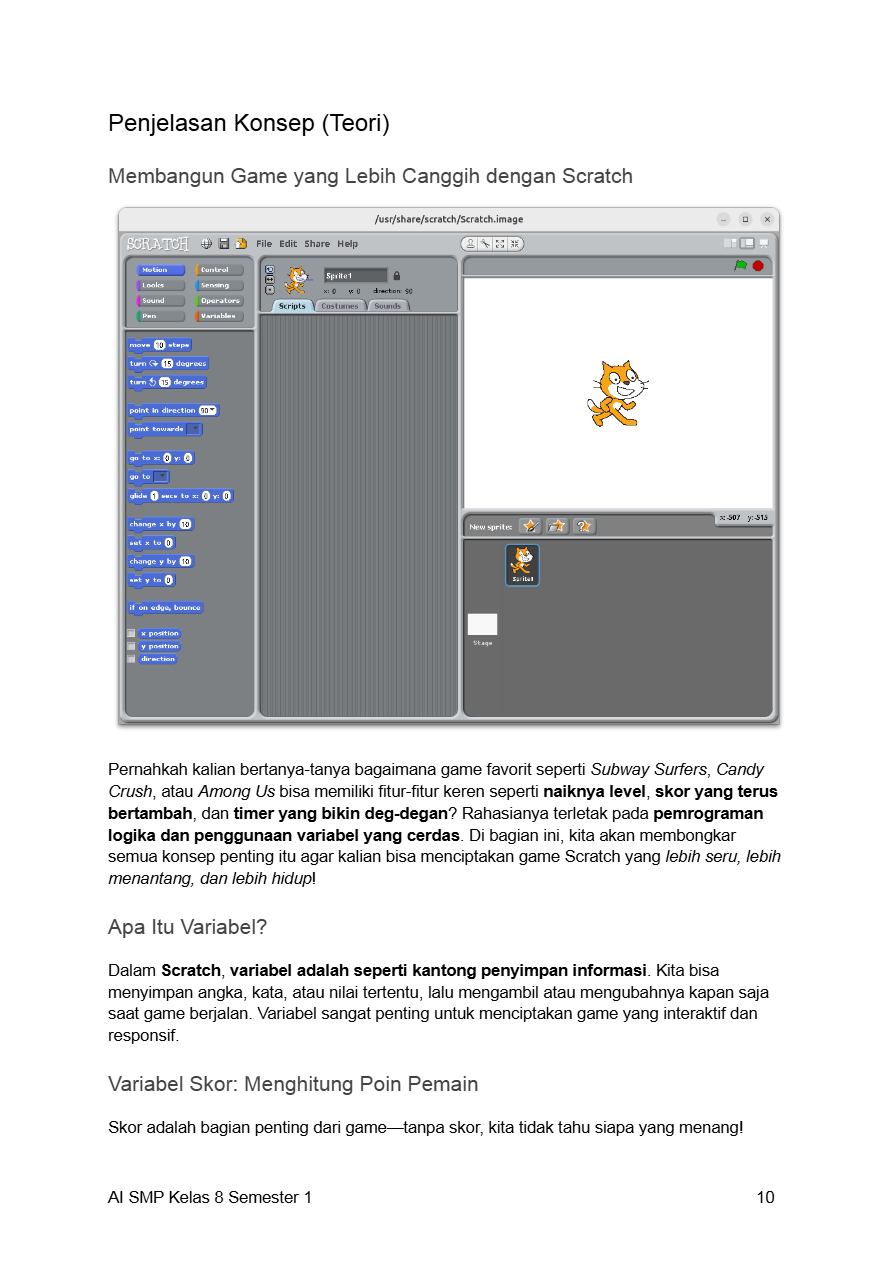 Penjelasan Konsep (Teori)
Membangun Game yang Lebih Canggih dengan Scratch
/usr/share/scratch/Scratch.image
SCRATCH File Edit Share Help
Motion Control
Looks Sensing
Sound Operators
Pen Variables
move 10 steps
turn 15 degrees
turn 15 degrees
point in direction 90
point towards
go to x: 0 y: 0
go to
glide 1 secs to x: 0 y: 0
change x by 10
set x to 0
change y by 10
set y to 0
if on edge, bounce
x position
y position
direction
Sprite1
x: 0 y: 0 direction: 90
Scripts Costumes Sounds
x:-507 y:-515
New sprite:
Sprite1
Stage
Pernahkah kalian bertanya-tanya bagaimana game favorit seperti Subway Surfers, Candy
Crush, atau Among Us bisa memiliki fitur-fitur keren seperti naiknya level, skor yang terus
bertambah, dan timer yang bikin deg-degan? Rahasianya terletak pada pemrograman
logika dan penggunaan variabel yang cerdas. Di bagian ini, kita akan membongkar
semua konsep penting itu agar kalian bisa menciptakan game Scratch yang lebih seru, lebih
menantang, dan lebih hidup!
Apa Itu Variabel?
Dalam Scratch, variabel adalah seperti kantong penyimpan informasi. Kita bisa
menyimpan angka, kata, atau nilai tertentu, lalu mengambil atau mengubahnya kapan saja
saat game berjalan. Variabel sangat penting untuk menciptakan game yang interaktif dan
responsif.
Variabel Skor: Menghitung Poin Pemain
Skor adalah bagian penting dari game—tanpa skor, kita tidak tahu siapa yang menang!
AI SMP Kelas 8 Semester 1 10